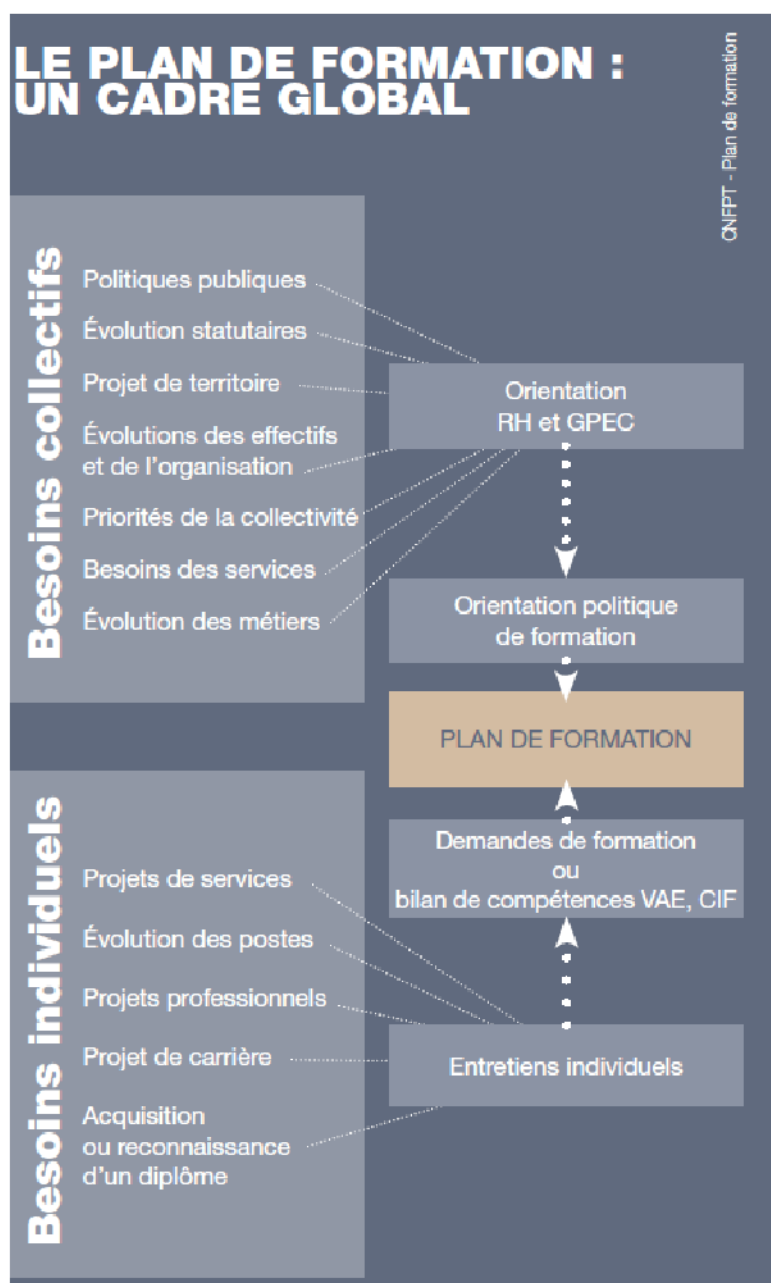 LE PLAN DE FORMATION :
UN CADRE GLOBAL
CNFPT - Plan de formation
Besoins collectifs
Politiques publiques
Évolution statutaires
Projet de territoire
Évolutions des effectifs
et de l'organisation
Priorités de la collectivité
Besoins des services
Évolution des métiers
Orientation
RH et GPEC
Orientation politique
de formation
PLAN DE FORMATION
Demandes de formation
ou
bilan de compétences VAE, CIF
Entretiens individuels
Besoins individuels
Projets de services
Évolution des postes
Projets professionnels
Projet de carrière
Acquisition
ou reconnaissance
d'un diplôme